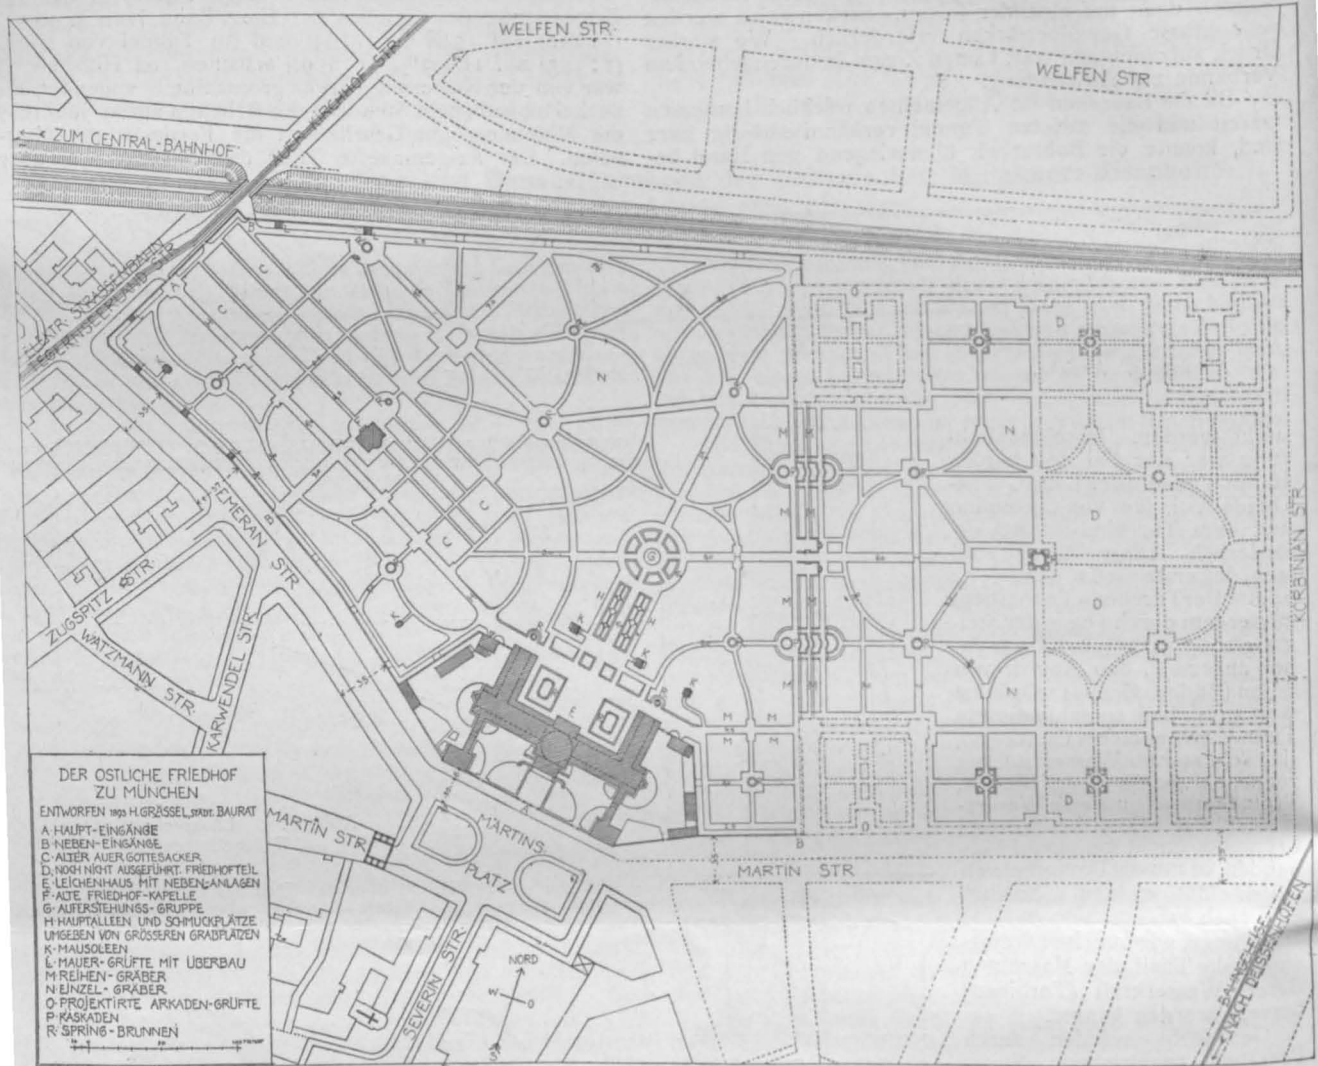 WELFEN STR.
WELFEN STR.
AUER KIRCHHOF STR.
ZUM CENTRAL-BAHNHOF
ELEKTR. STRASSENBAHN
TEGERNSEERLAND STR.
SEMERAN STR
ZUGSPITZ STR.
WATZMANN STR.
KARWENDEL STR.
KORBINIAN STR.
MARTIN STR.
MARTINS
PLATZ
MARTIN STR
SEVERIN STR.
BAHNGELEISE
NACH DEISENHOFEN
NORD
W
O
S
DER OSTLICHE FRIEDHOF
ZU MÜNCHEN
ENTWORFEN 1893 H. GRÄSSEL, STÄDT. BAURAT
A HAUPT-EINGÄNGE
B NEBEN-EINGÄNGE
C ALTER AUER GOTTESACKER
D NOCH NICHT AUSGEFÜHRT. FRIEDHOFTEIL
E LEICHENHAUS MIT NEBEN-ANLAGEN
F ALTE FRIEDHOF-KAPELLE
G AUFERSTEHUNGS-GRUPPE
H HAUPTALLEEN UND SCHMUCKPLÄTZE
UMGEBEN VON GRÖSSEREN GRABPLÄTZEN
K MAUSOLEEN
L MAUER-GRÜFTE MIT ÜBERBAU
M REIHEN-GRÄBER
N EINZEL-GRÄBER
O PROJEKTIRTE ARKADEN-GRÜFTE
P KASKADEN
R SPRING-BRUNNEN